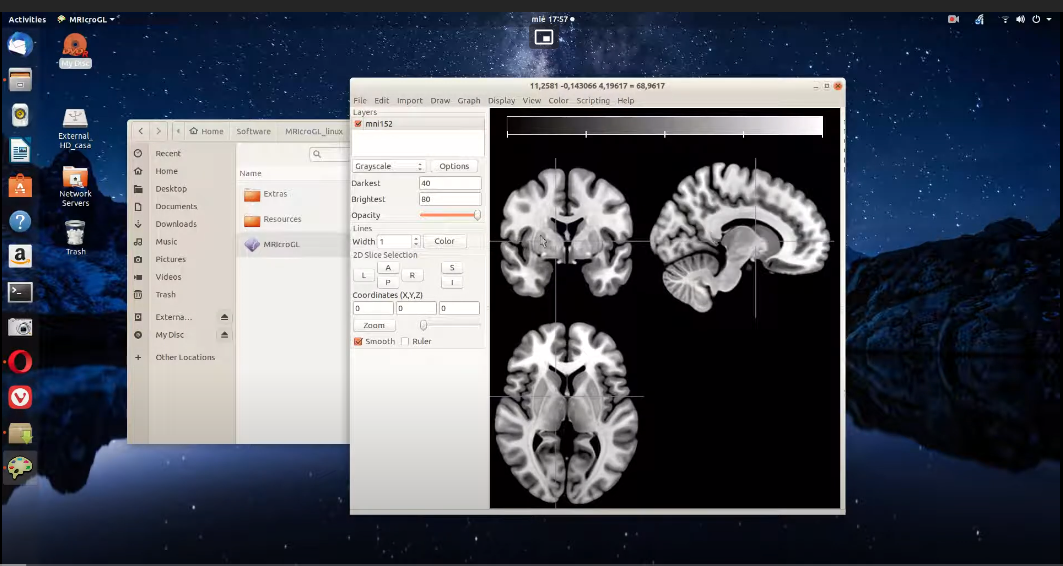 Activities
MRIcroGL
mié 17:57
My Disc
External_
HD_casa
Network
Servers
Trash
Home
Software
MRIcroGL_linux
Recent
Home
Desktop
Documents
Downloads
Music
Pictures
Videos
Trash
Externa…
My Disc
Other Locations
Name
Extras
Resources
MRIcroGL
11,2581 -0,143066 4,19617 = 68,9617
File Edit Import Draw Graph Display View Color Scripting Help
Layers
mni152
Grayscale
Options
Darkest 40
Brightest 80
Opacity
Lines
Width 1 Color
2D Slice Selection
A S
L R
P I
Coordinates (X,Y,Z)
0 0 0
Zoom
Smooth Ruler